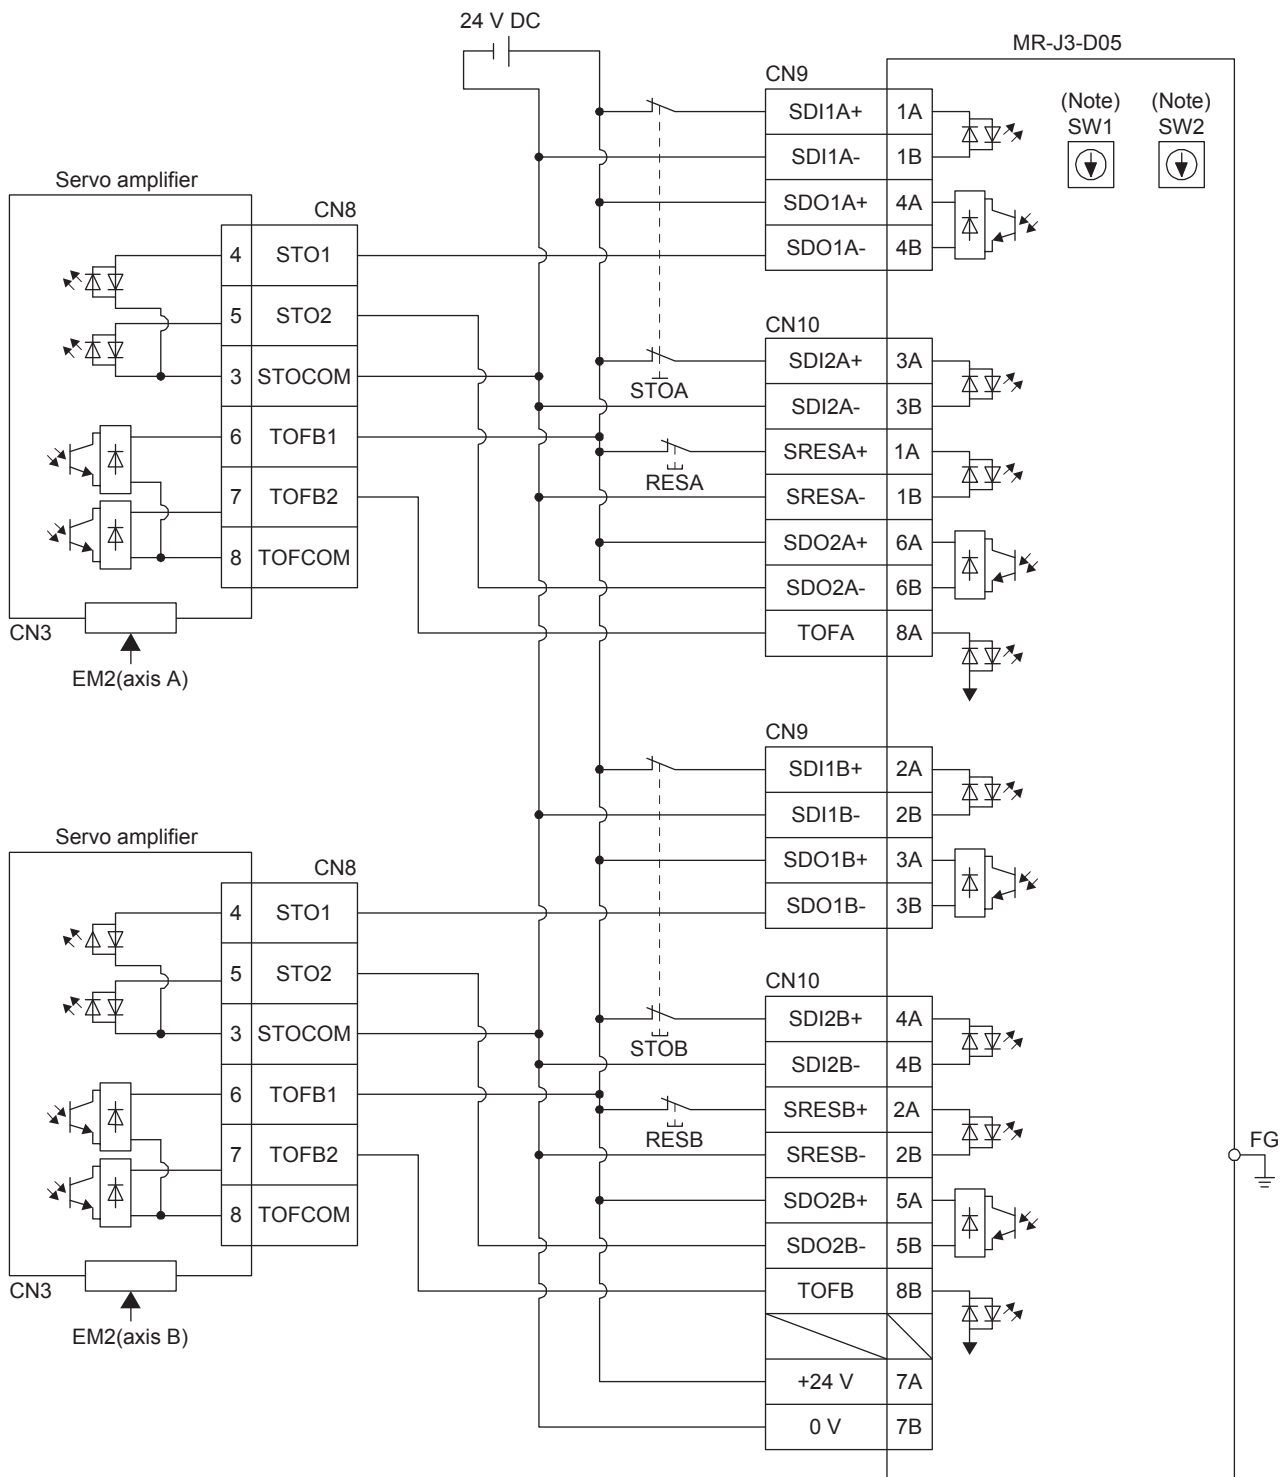 24 V DC
MR-J3-D05
CN9
(Note)
SW1
(Note)
SW2
SDI1A+ 1A
SDI1A- 1B
SDO1A+ 4A
SDO1A- 4B
Servo amplifier
CN8
4 STO1
5 STO2
3 STOCOM
6 TOFB1
7 TOFB2
8 TOFCOM
CN3
EM2(axis A)
CN10
STOA
RESA
SDI2A+ 3A
SDI2A- 3B
SRESA+ 1A
SRESA- 1B
SDO2A+ 6A
SDO2A- 6B
TOFA 8A
CN9
SDI1B+ 2A
SDI1B- 2B
SDO1B+ 3A
SDO1B- 3B
Servo amplifier
CN8
4 STO1
5 STO2
3 STOCOM
6 TOFB1
7 TOFB2
8 TOFCOM
CN3
EM2(axis B)
CN10
STOB
RESB
SDI2B+ 4A
SDI2B- 4B
SRESB+ 2A
SRESB- 2B
SDO2B+ 5A
SDO2B- 5B
TOFB 8B
+24 V 7A
0 V 7B
FG